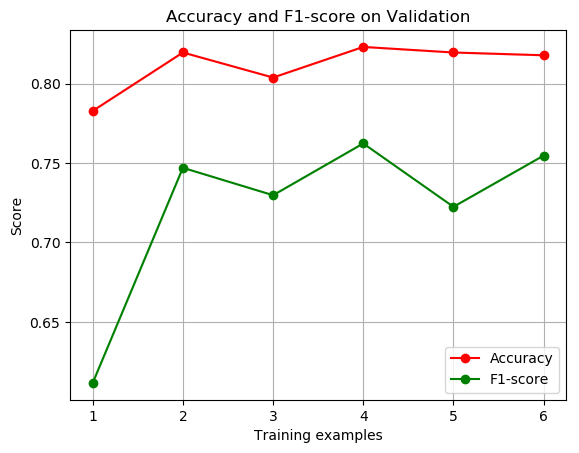 Accuracy and F1-score on Validation
Score
0.80
0.75
0.70
0.65
Accuracy
F1-score
1 2 3 4 5 6
Training examples